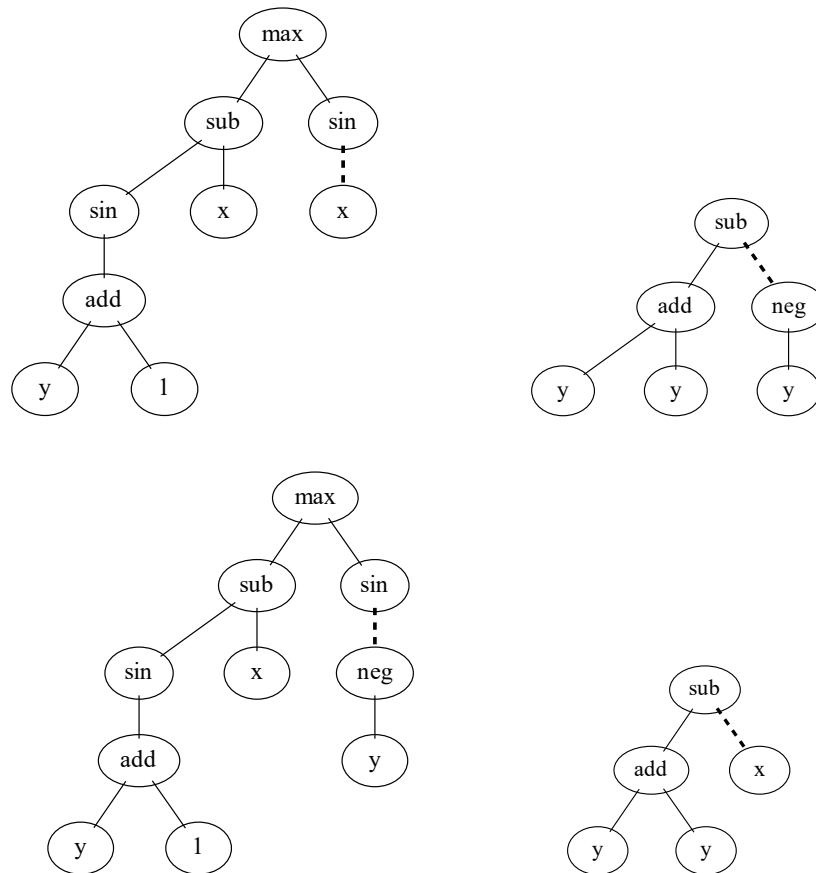 max
sub sin
sin x x
sub
add
add neg
y 1
y y y
max
sub sin
sin x neg
sub
add y
add x
y 1
y y